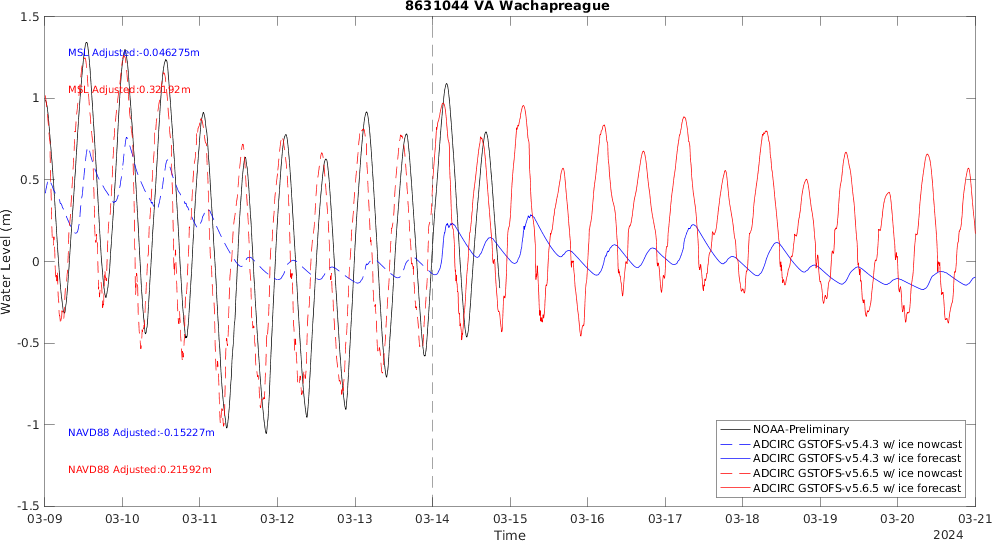 8631044 VA Wachapreague
1.5
1
0.5
0
-0.5
-1
-1.5
Water Level (m)
MSL Adjusted:-0.046275m
MSL Adjusted:0.32192m
NAVD88 Adjusted:-0.15227m
NAVD88 Adjusted:0.21592m
NOAA-Preliminary
ADCIRC GSTOFS-v5.4.3 w/ ice nowcast
ADCIRC GSTOFS-v5.4.3 w/ ice forecast
ADCIRC GSTOFS-v5.6.5 w/ ice nowcast
ADCIRC GSTOFS-v5.6.5 w/ ice forecast
03-09 03-10 03-11 03-12 03-13 03-14 03-15 03-16 03-17 03-18 03-19 03-20 03-21
Time
2024